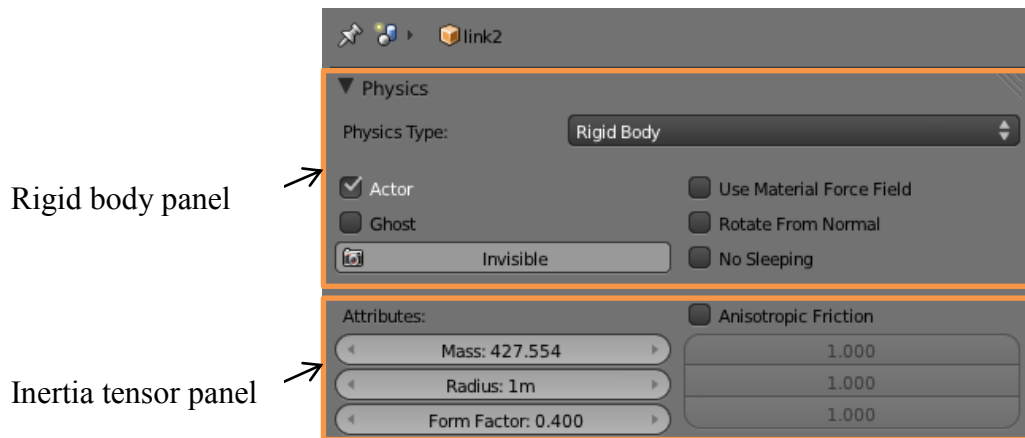 link2
Physics
Physics Type: Rigid Body
Rigid body panel
Actor Use Material Force Field
Ghost Rotate From Normal
Invisible No Sleeping
Attributes: Anisotropic Friction
Mass: 427.554 1.000
Inertia tensor panel
Radius: 1m 1.000
Form Factor: 0.400 1.000